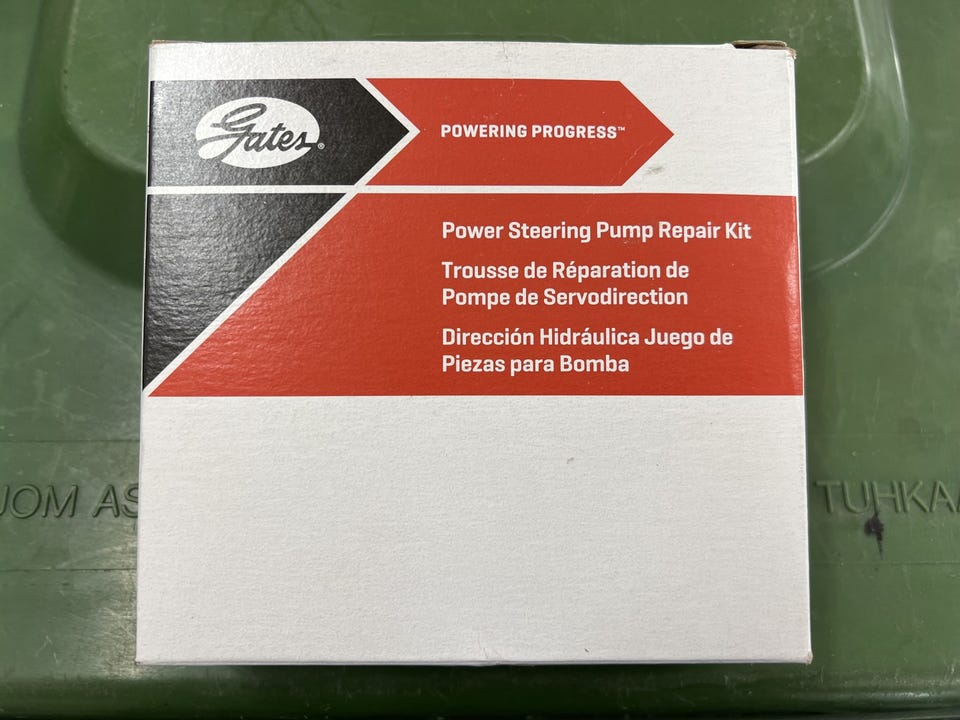 Gates®
POWERING PROGRESS™
Power Steering Pump Repair Kit
Trousse de Réparation de
Pompe de Servodirection
Dirección Hidráulica Juego de
Piezas para Bomba